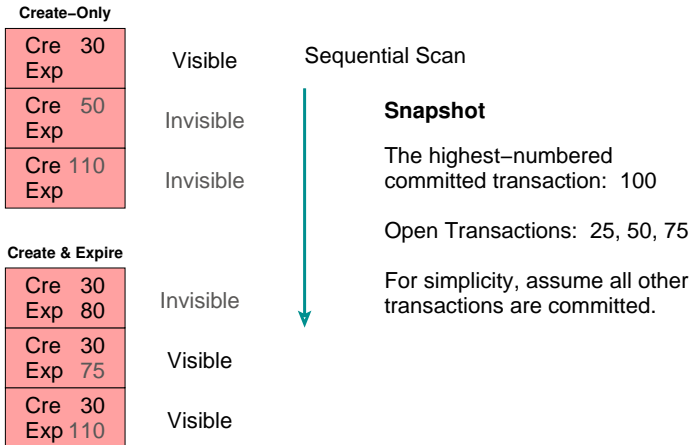 Create–Only
Cre 30
Exp
Visible
Cre 50
Exp
Invisible
Cre 110
Exp
Invisible
Create & Expire
Cre 30
Exp 80
Invisible
Cre 30
Exp 75
Visible
Cre 30
Exp 110
Visible
Sequential Scan
Snapshot
The highest–numbered
committed transaction: 100
Open Transactions: 25, 50, 75
For simplicity, assume all other
transactions are committed.